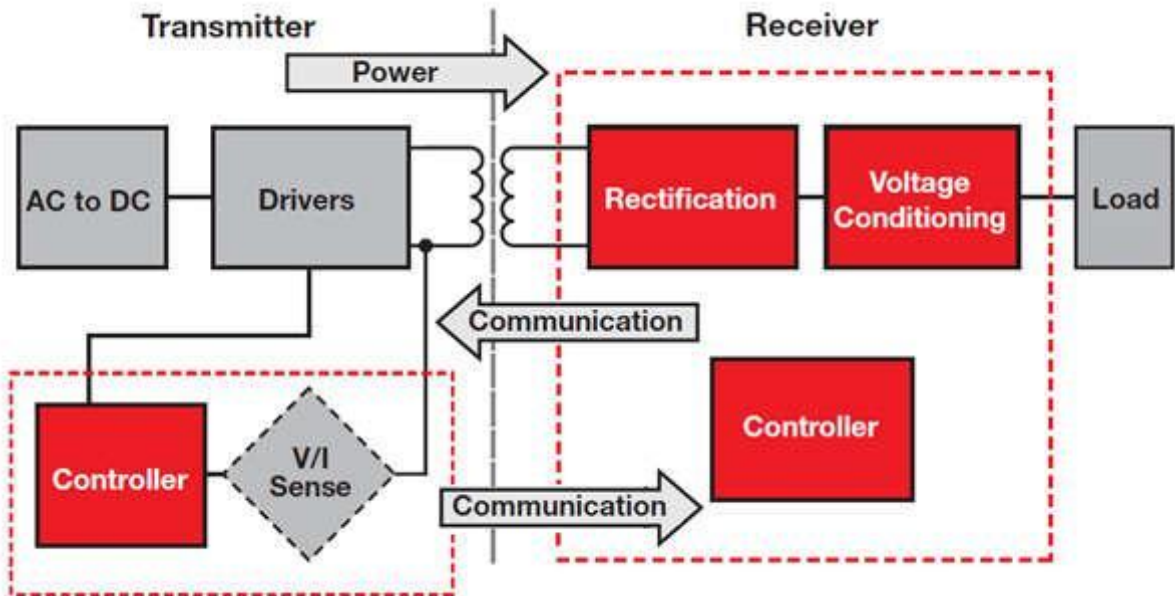 Transmitter
Receiver
Power
AC to DC
Drivers
Rectification
Voltage
Conditioning
Load
Communication
Controller
V/I
Sense
Controller
Communication